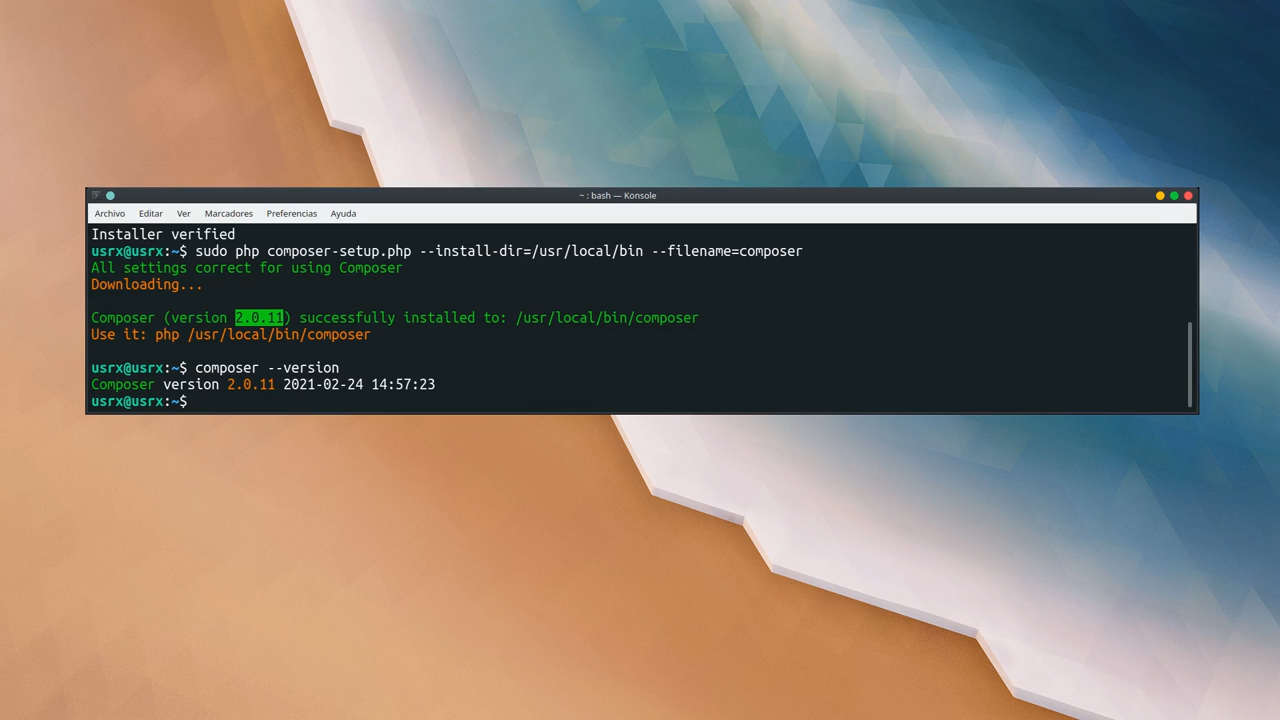 ~ : bash — Konsole
Archivo Editar Ver Marcadores Preferencias Ayuda
Installer verified
usrx@usrx:~$ sudo php composer-setup.php --install-dir=/usr/local/bin --filename=composer
All settings correct for using Composer
Downloading...
Composer (version 2.0.11) successfully installed to: /usr/local/bin/composer
Use it: php /usr/local/bin/composer
usrx@usrx:~$ composer --version
Composer version 2.0.11 2021-02-24 14:57:23
usrx@usrx:~$